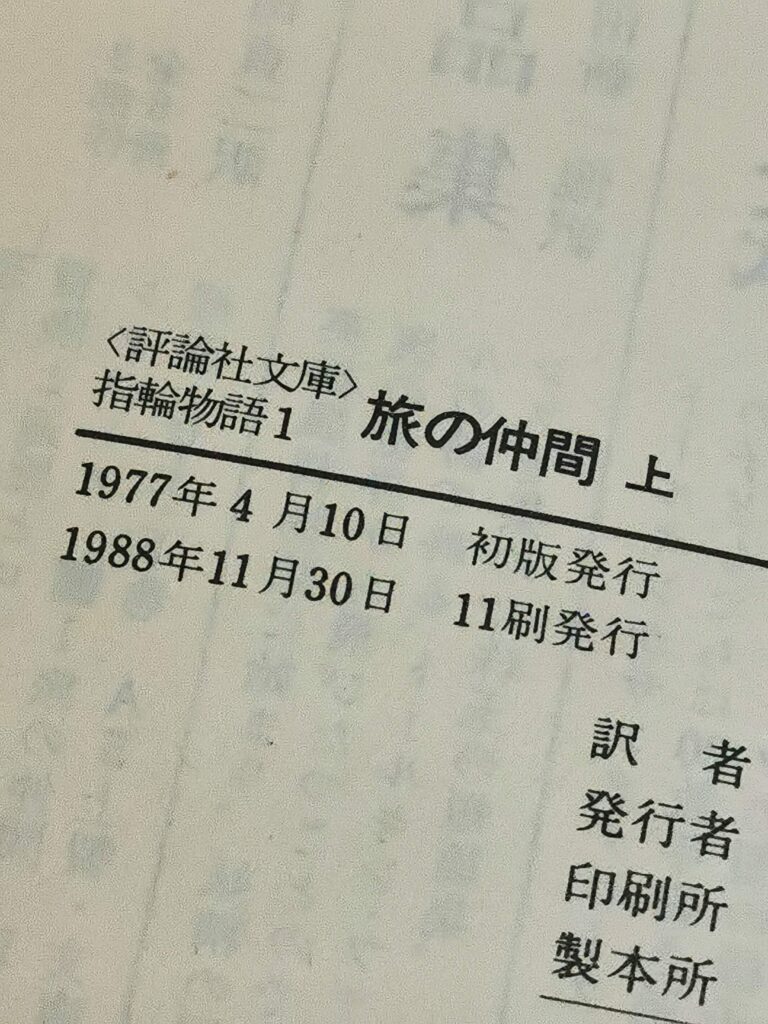 〈評論社文庫〉
指輪物語1 旅の仲間 上
1977年4月10日 初版発行
1988年11月30日 11刷発行
訳者
発行者
印刷所
製本所